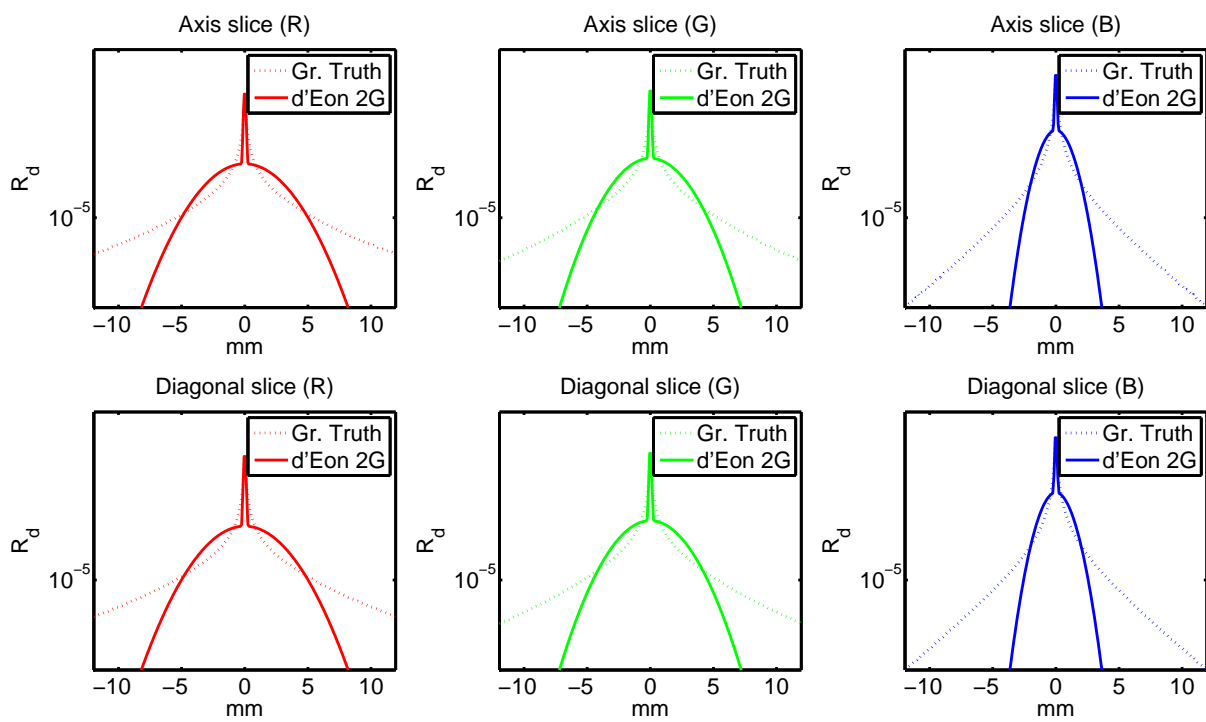 Axis slice (R)
Gr. Truth
d'Eon 2G
R_d
10^{-5}
−10 −5 0 5 10
mm
Axis slice (G)
Gr. Truth
d'Eon 2G
R_d
10^{-5}
−10 −5 0 5 10
mm
Axis slice (B)
Gr. Truth
d'Eon 2G
R_d
10^{-5}
−10 −5 0 5 10
mm
Diagonal slice (R)
Gr. Truth
d'Eon 2G
R_d
10^{-5}
−10 −5 0 5 10
mm
Diagonal slice (G)
Gr. Truth
d'Eon 2G
R_d
10^{-5}
−10 −5 0 5 10
mm
Diagonal slice (B)
Gr. Truth
d'Eon 2G
R_d
10^{-5}
−10 −5 0 5 10
mm